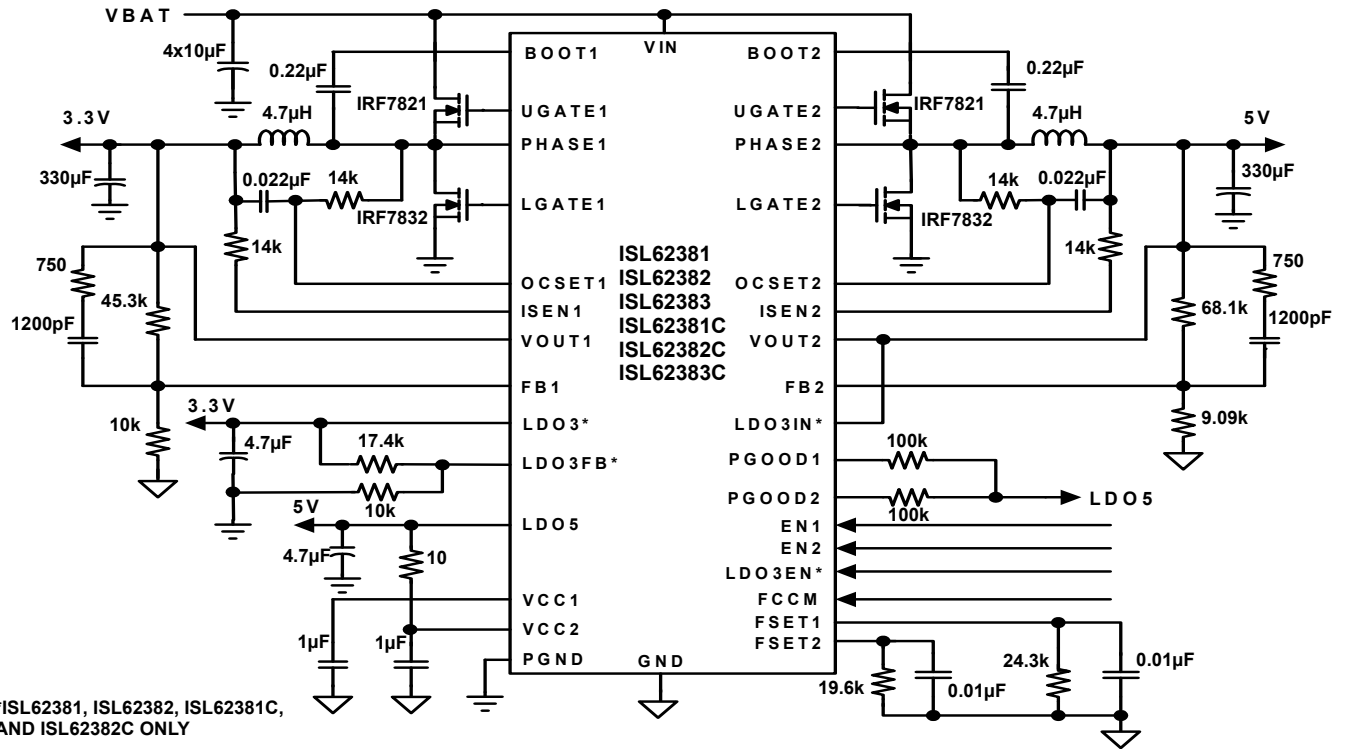 VBAT
VIN
4x10µF
BOOT1
BOOT2
0.22µF
0.22µF
IRF7821
IRF7821
UGATE1
UGATE2
3.3V
4.7µH
4.7µH
5V
PHASE1
PHASE2
330µF
0.022µF
14k
14k
0.022µF
330µF
IRF7832
LGATE1
LGATE2
IRF7832
14k
14k
ISL62381
ISL62382
ISL62383
ISL62381C
ISL62382C
ISL62383C
750
750
OCSET1
OCSET2
45.3k
ISEN1
ISEN2
68.1k
1200pF
1200pF
VOUT1
VOUT2
FB1
FB2
3.3V
10k
LDO3*
LDO3IN*
9.09k
4.7µF
17.4k
100k
LDO3FB*
PGOOD1
10k
PGOOD2
100k
LDO5
5V
LDO5
EN1
4.7µF
10
EN2
LDO3EN*
VCC1
FCCM
FSET1
1µF
1µF
VCC2
FSET2
PGND
GND
19.6k
0.01µF
24.3k
0.01µF
*ISL62381, ISL62382, ISL62381C,
AND ISL62382C ONLY